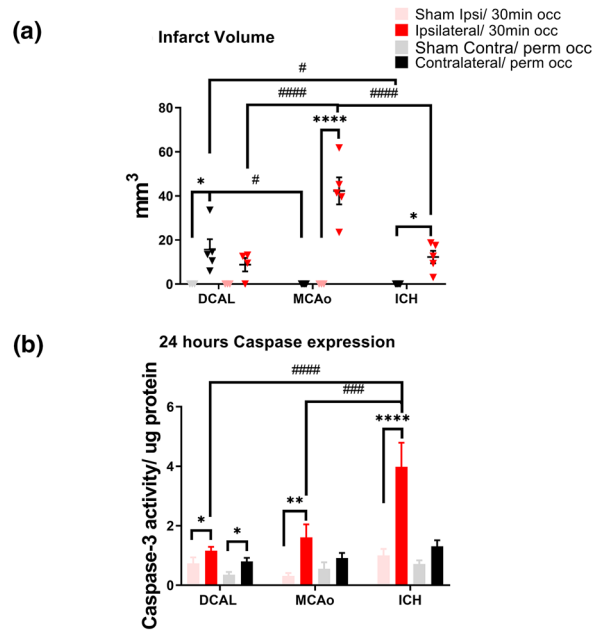 (a)
Infarct Volume
Sham Ipsi/ 30min occ
Ipsilateral/ 30min occ
Sham Contra/ perm occ
Contralateral/ perm occ
#
####
####
80
****
60
*
#
mm3
40
*
20
0
DCAL
MCAo
ICH
(b)
24 hours Caspase expression
####
###
Caspase-3 activity/ ug protein
6
****
4
**
*
*
2
0
DCAL
MCAo
ICH